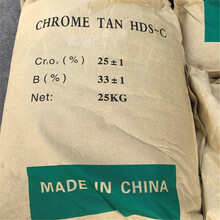 CHROME TAN HDS-C
Cr₂O₃(%) 25±1
B(%) 33±1
Net: 25KG
MADE IN CHINA